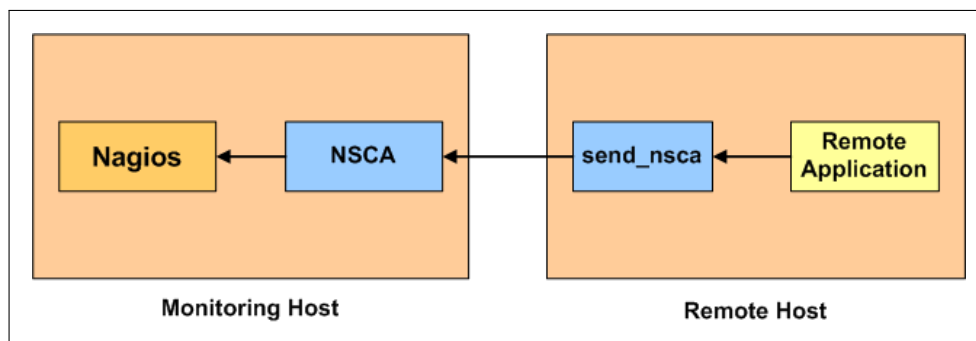 Nagios
NSCA
send_nsca
Remote
Application
Monitoring Host
Remote Host